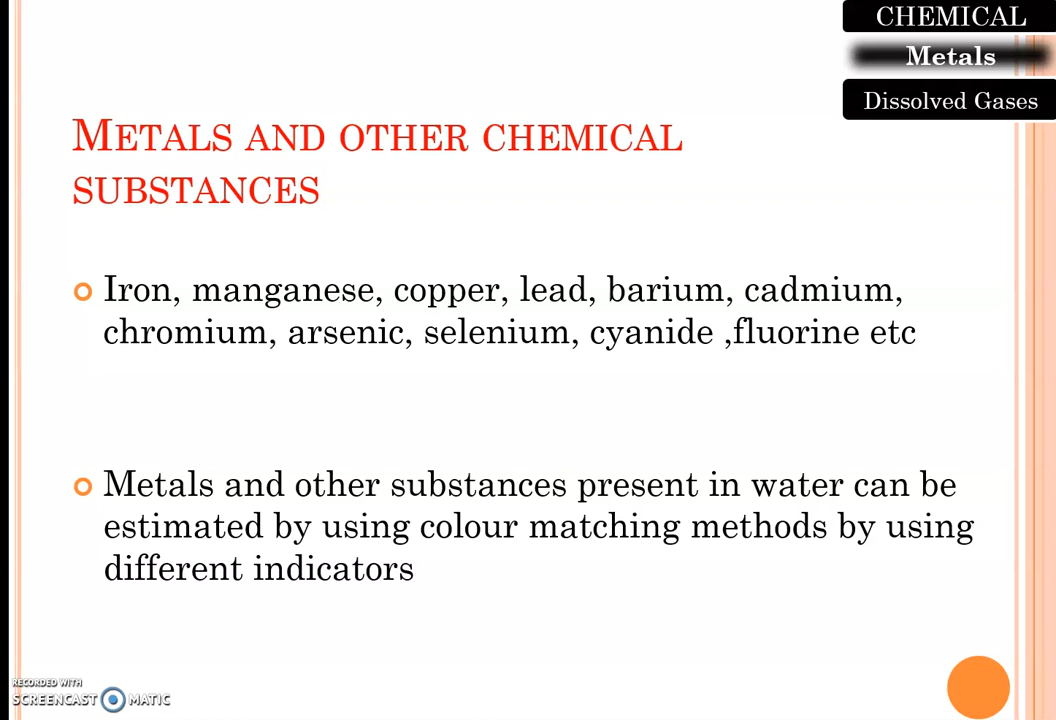 CHEMICAL
Metals
Dissolved Gases
METALS AND OTHER CHEMICAL
SUBSTANCES
Iron, manganese, copper, lead, barium, cadmium,
chromium, arsenic, selenium, cyanide ,fluorine etc
Metals and other substances present in water can be
estimated by using colour matching methods by using
different indicators
RECORDED WITH
SCREENCAST MATIC